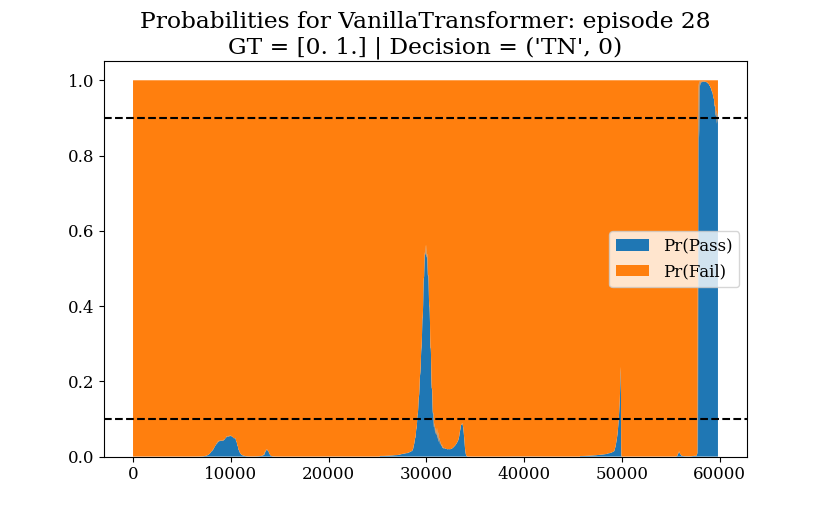 Probabilities for VanillaTransformer: episode 28
GT = [0. 1.] | Decision = ('TN', 0)
1.0
0.8
0.6
0.4
0.2
0.0
Pr(Pass)
Pr(Fail)
0 10000 20000 30000 40000 50000 60000